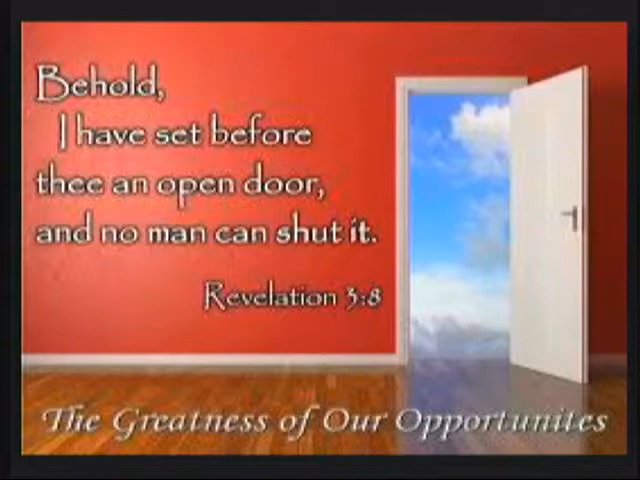 Behold,
I have set before
thee an open door,
and no man can shut it.
Revelation 3:8
The Greatness of Our Opportunites